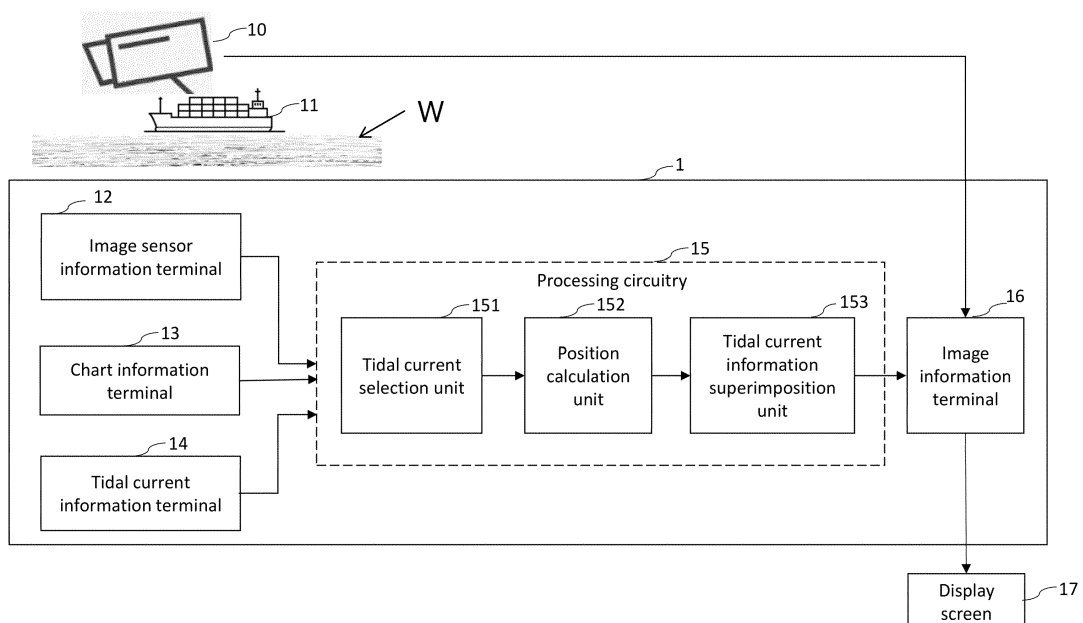 10
11
W
1
12
Image sensor
information terminal
13
Chart information
terminal
14
Tidal current
information terminal
15
Processing circuitry
151
Tidal current
selection unit
152
Position
calculation
unit
153
Tidal current
information
superimposition
unit
16
Image
information
terminal
17
Display
screen